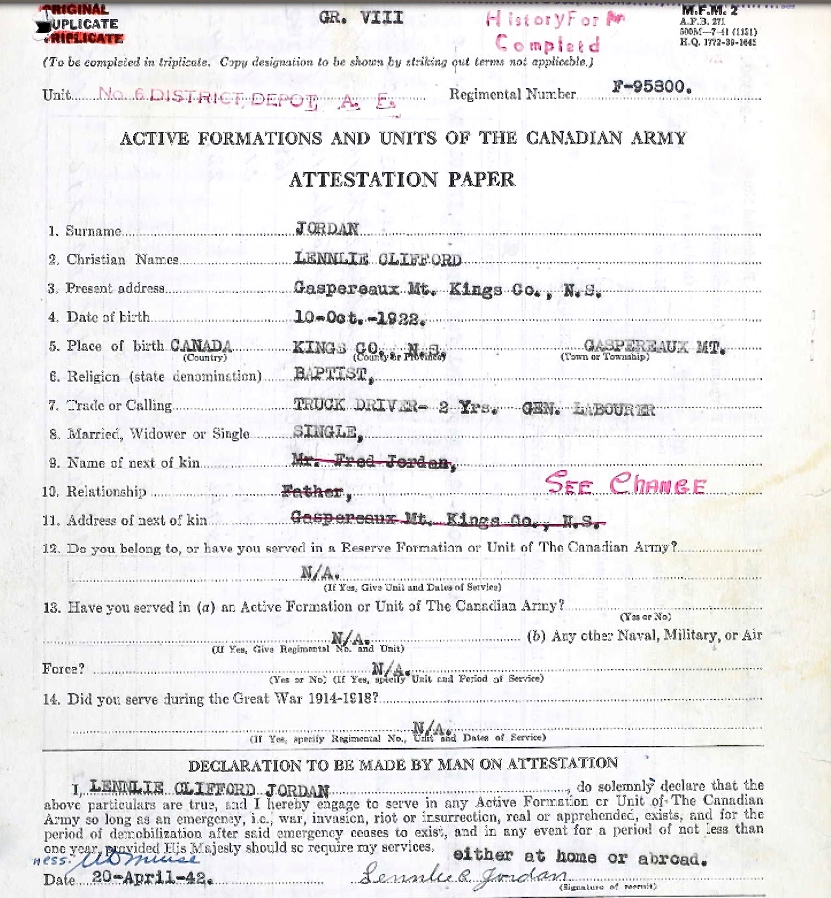 ORIGINAL
DUPLICATE
TRIPLICATE
GR. VIII
History For
Completed
M.F.M. 2
A.F.B. 271
500M—7-41 (1151)
H.Q. 1772-39-1645
(To be completed in triplicate. Copy designation to be shown by striking out terms not applicable.)
Unit No. 6 DISTRICT DEPOT, A. F. Regimental Number F-95800.
ACTIVE FORMATIONS AND UNITS OF THE CANADIAN ARMY
ATTESTATION PAPER
1. Surname JORDAN
2. Christian Names LENNLIE CLIFFORD
3. Present address Gaspereaux Mt. Kings Co., N.S.
4. Date of birth 10-Oct.-1922.
5. Place of birth CANADA KINGS CO., N.S. GASPEREAUX MT.
(Country) (County or Province) (Town or Township)
6. Religion (state denomination) BAPTIST,
7. Trade or Calling TRUCK DRIVER- 2 Yrs. GEN. LABOURER
8. Married, Widower or Single SINGLE,
9. Name of next of kin Mr. Fred Jordan,
10. Relationship Father, SEE CHANGE
11. Address of next of kin Gaspereaux Mt. Kings Co., N.S.
12. Do you belong to, or have you served in a Reserve Formation or Unit of The Canadian Army?
N/A.
(If Yes, Give Unit and Dates of Service)
13. Have you served in (a) an Active Formation or Unit of The Canadian Army?
(Yes or No)
N/A. (b) Any other Naval, Military, or Air
(If Yes, Give Regimental No. and Unit)
Force? N/A.
(Yes or No) (If Yes, specify Unit and Period of Service)
14. Did you serve during the Great War 1914-1918?
N/A.
(If Yes, specify Regimental No., Unit and Dates of Service)
DECLARATION TO BE MADE BY MAN ON ATTESTATION
I, LENNLIE CLIFFORD JORDAN, do solemnly declare that the
above particulars are true, and I hereby engage to serve in any Active Formation or Unit of The Canadian
Army so long as an emergency, i.e., war, invasion, riot or insurrection, real or apprehended, exists, and for the
period of demobilization after said emergency ceases to exist, and in any event for a period of not less than
one year, provided His Majesty should so require my services. either at home or abroad.
ness.
Date 20-April-42. Lennlie C Jordan
(Signature of recruit)